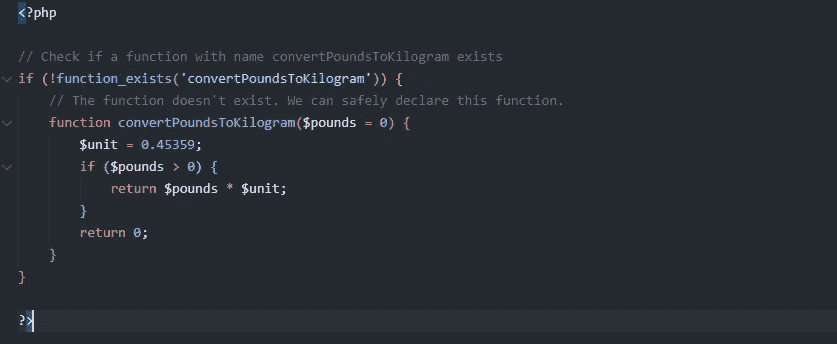 <?php
// Check if a function with name convertPoundsToKilogram exists
if (!function_exists('convertPoundsToKilogram')) {
// The function doesn't exist. We can safely declare this function.
function convertPoundsToKilogram($pounds = 0) {
$unit = 0.45359;
if ($pounds > 0) {
return $pounds * $unit;
}
return 0;
}
}
?>